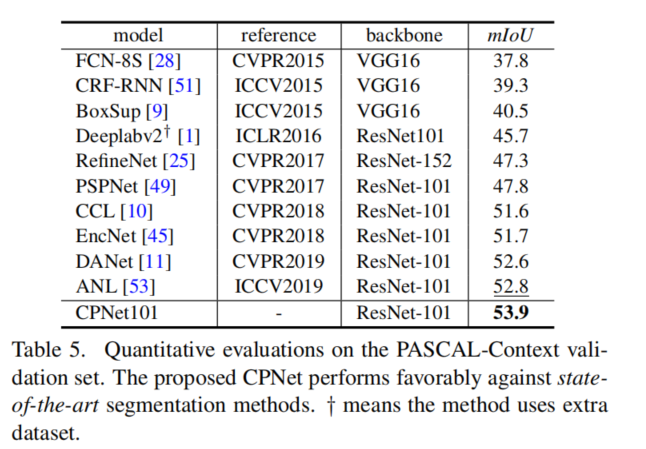 model reference backbone mIoU
FCN-8S [28] CVPR2015 VGG16 37.8
CRF-RNN [51] ICCV2015 VGG16 39.3
BoxSup [9] ICCV2015 VGG16 40.5
Deeplabv2† [1] ICLR2016 ResNet101 45.7
RefineNet [25] CVPR2017 ResNet-152 47.3
PSPNet [49] CVPR2017 ResNet-101 47.8
CCL [10] CVPR2018 ResNet-101 51.6
EncNet [45] CVPR2018 ResNet-101 51.7
DANet [11] CVPR2019 ResNet-101 52.6
ANL [53] ICCV2019 ResNet-101 52.8
CPNet101 - ResNet-101 53.9
Table 5. Quantitative evaluations on the PASCAL-Context vali-
dation set. The proposed CPNet performs favorably against state-
of-the-art segmentation methods. † means the method uses extra
dataset.